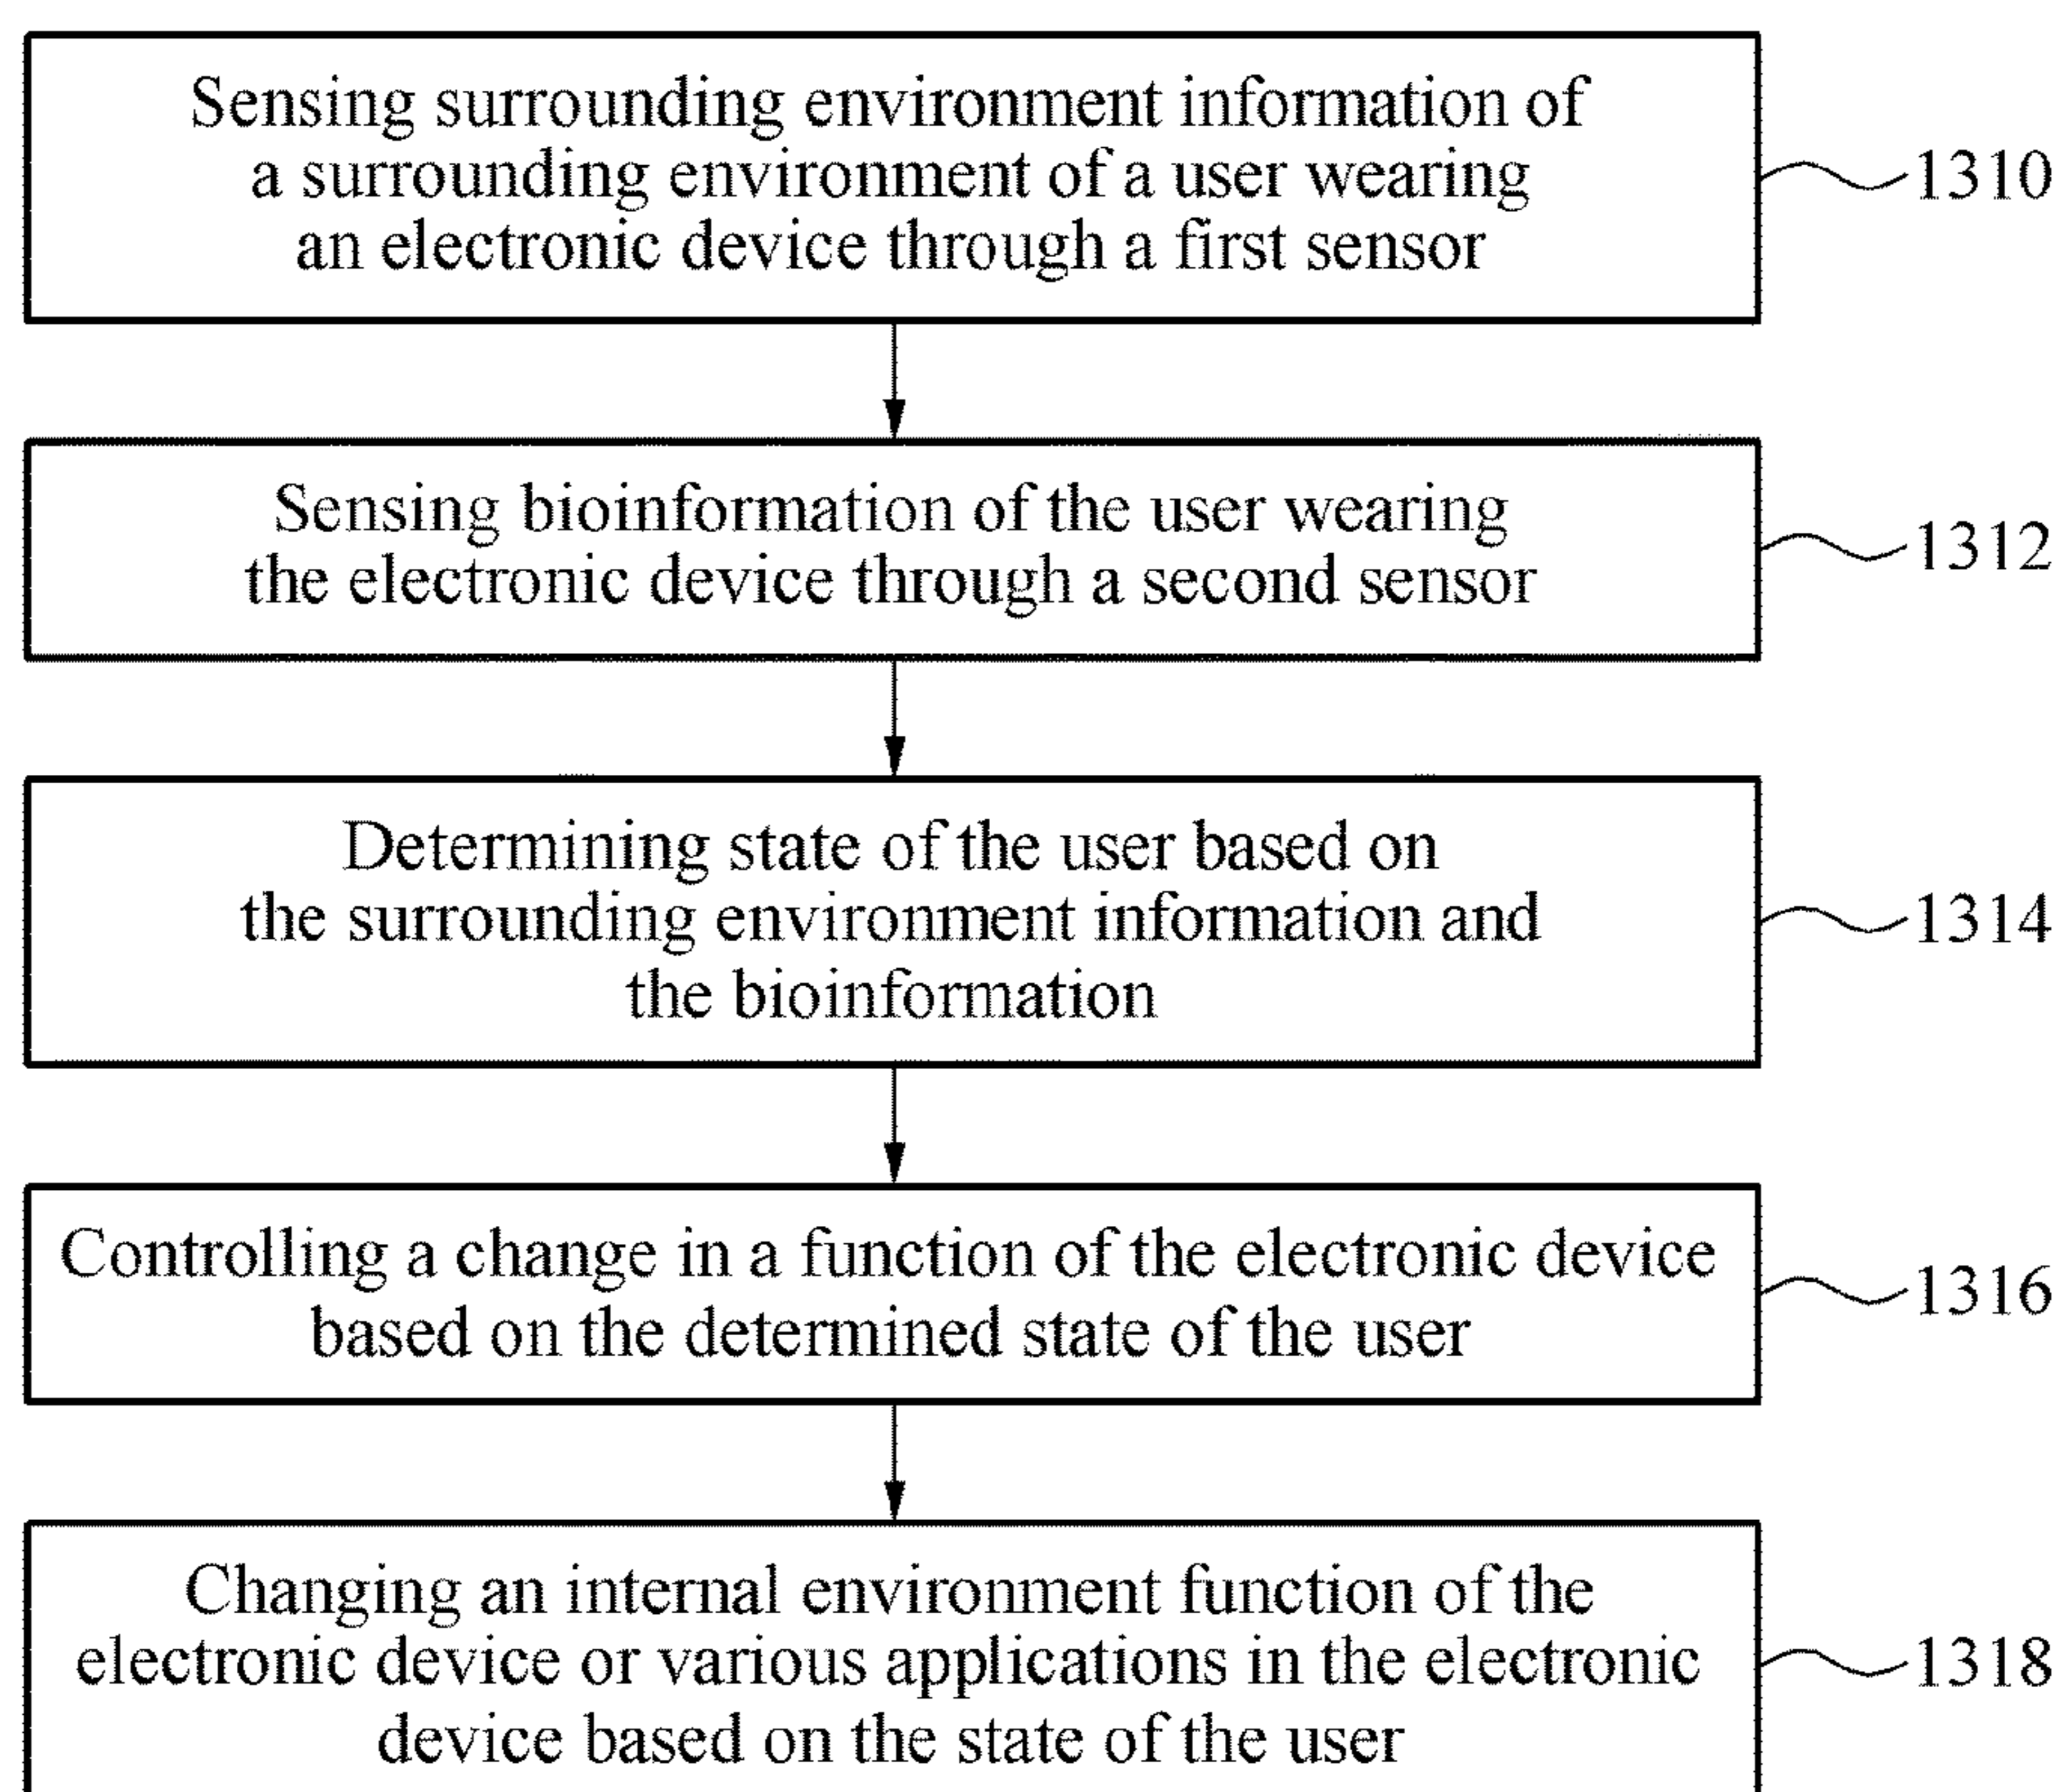 Sensing surrounding environment information of
a surrounding environment of a user wearing
an electronic device through a first sensor
1310
Sensing bioinformation of the user wearing
the electronic device through a second sensor
1312
Determining state of the user based on
the surrounding environment information and
the bioinformation
1314
Controlling a change in a function of the electronic device
based on the determined state of the user
1316
Changing an internal environment function of the
electronic device or various applications in the electronic
device based on the state of the user
1318